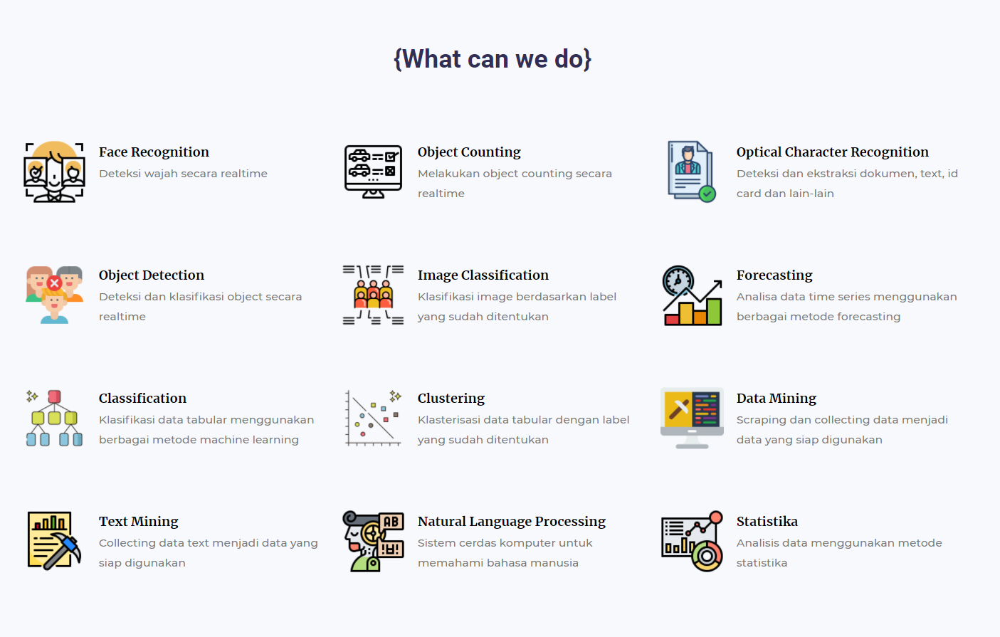 {What can we do}
Face Recognition
Deteksi wajah secara realtime
Object Counting
Melakukan object counting secara
realtime
Optical Character Recognition
Deteksi dan ekstraksi dokumen, text, id
card dan lain-lain
Object Detection
Deteksi dan klasifikasi object secara
realtime
Image Classification
Klasifikasi image berdasarkan label
yang sudah ditentukan
Forecasting
Analisa data time series menggunakan
berbagai metode forecasting
Classification
Klasifikasi data tabular menggunakan
berbagai metode machine learning
Clustering
Klasterisasi data tabular dengan label
yang sudah ditentukan
Data Mining
Scraping dan collecting data menjadi
data yang siap digunakan
Text Mining
Collecting data text menjadi data yang
siap digunakan
AB
Natural Language Processing
Sistem cerdas komputer untuk
memahami bahasa manusia
Statistika
Analisis data menggunakan metode
statistika